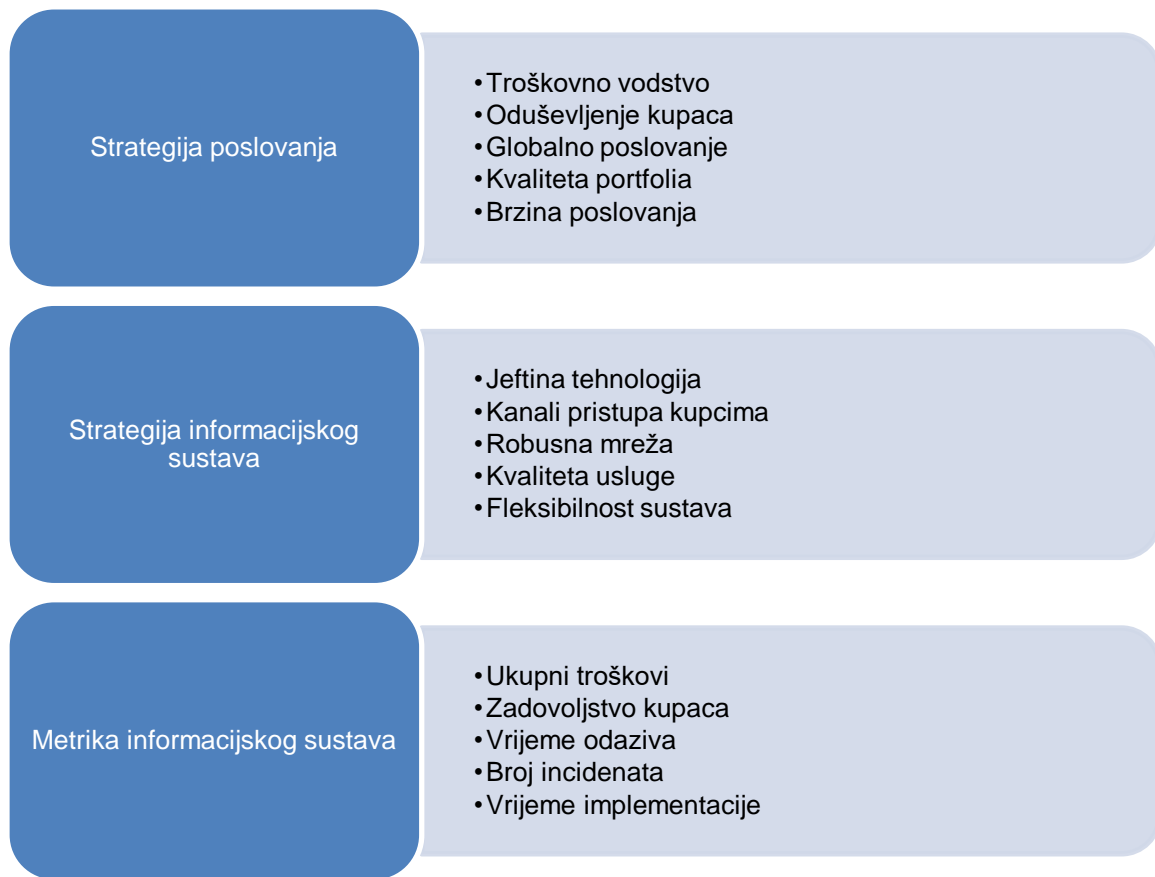 Strategija poslovanja
•Troškovno vodstvo
•Oduševljenje kupaca
•Globalno poslovanje
•Kvaliteta portfolia
•Brzina poslovanja
Strategija informacijskog
sustava
•Jeftina tehnologija
•Kanali pristupa kupcima
•Robusna mreža
•Kvaliteta usluge
•Fleksibilnost sustava
Metrika informacijskog sustava
•Ukupni troškovi
•Zadovoljstvo kupaca
•Vrijeme odaziva
•Broj incidenata
•Vrijeme implementacije